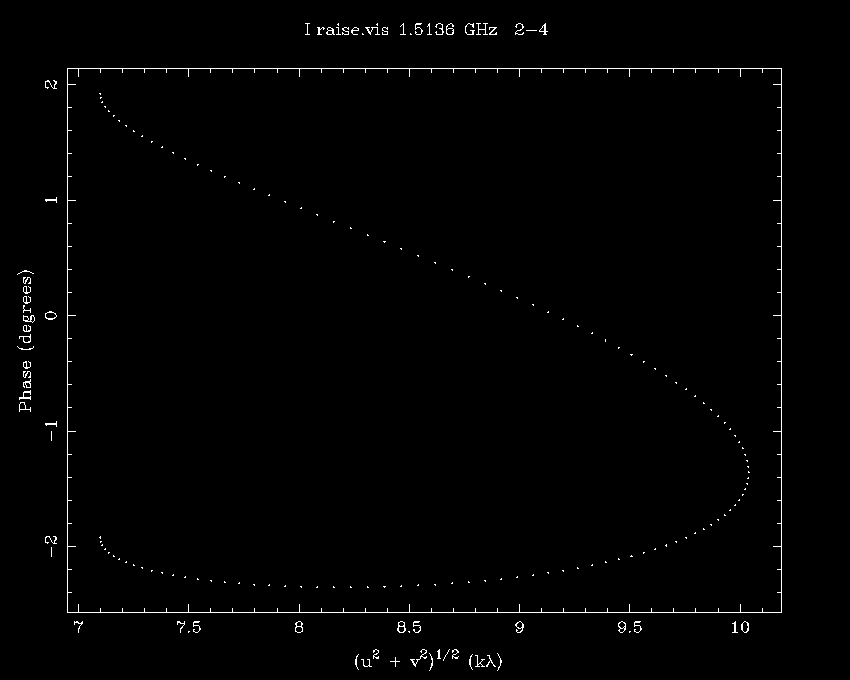 I raise.vis 1.5136 GHz 2−4
Phase (degrees)
2
1
0
−1
−2
7 7.5 8 8.5 9 9.5 10
(u² + v²)^1/2 (kλ)